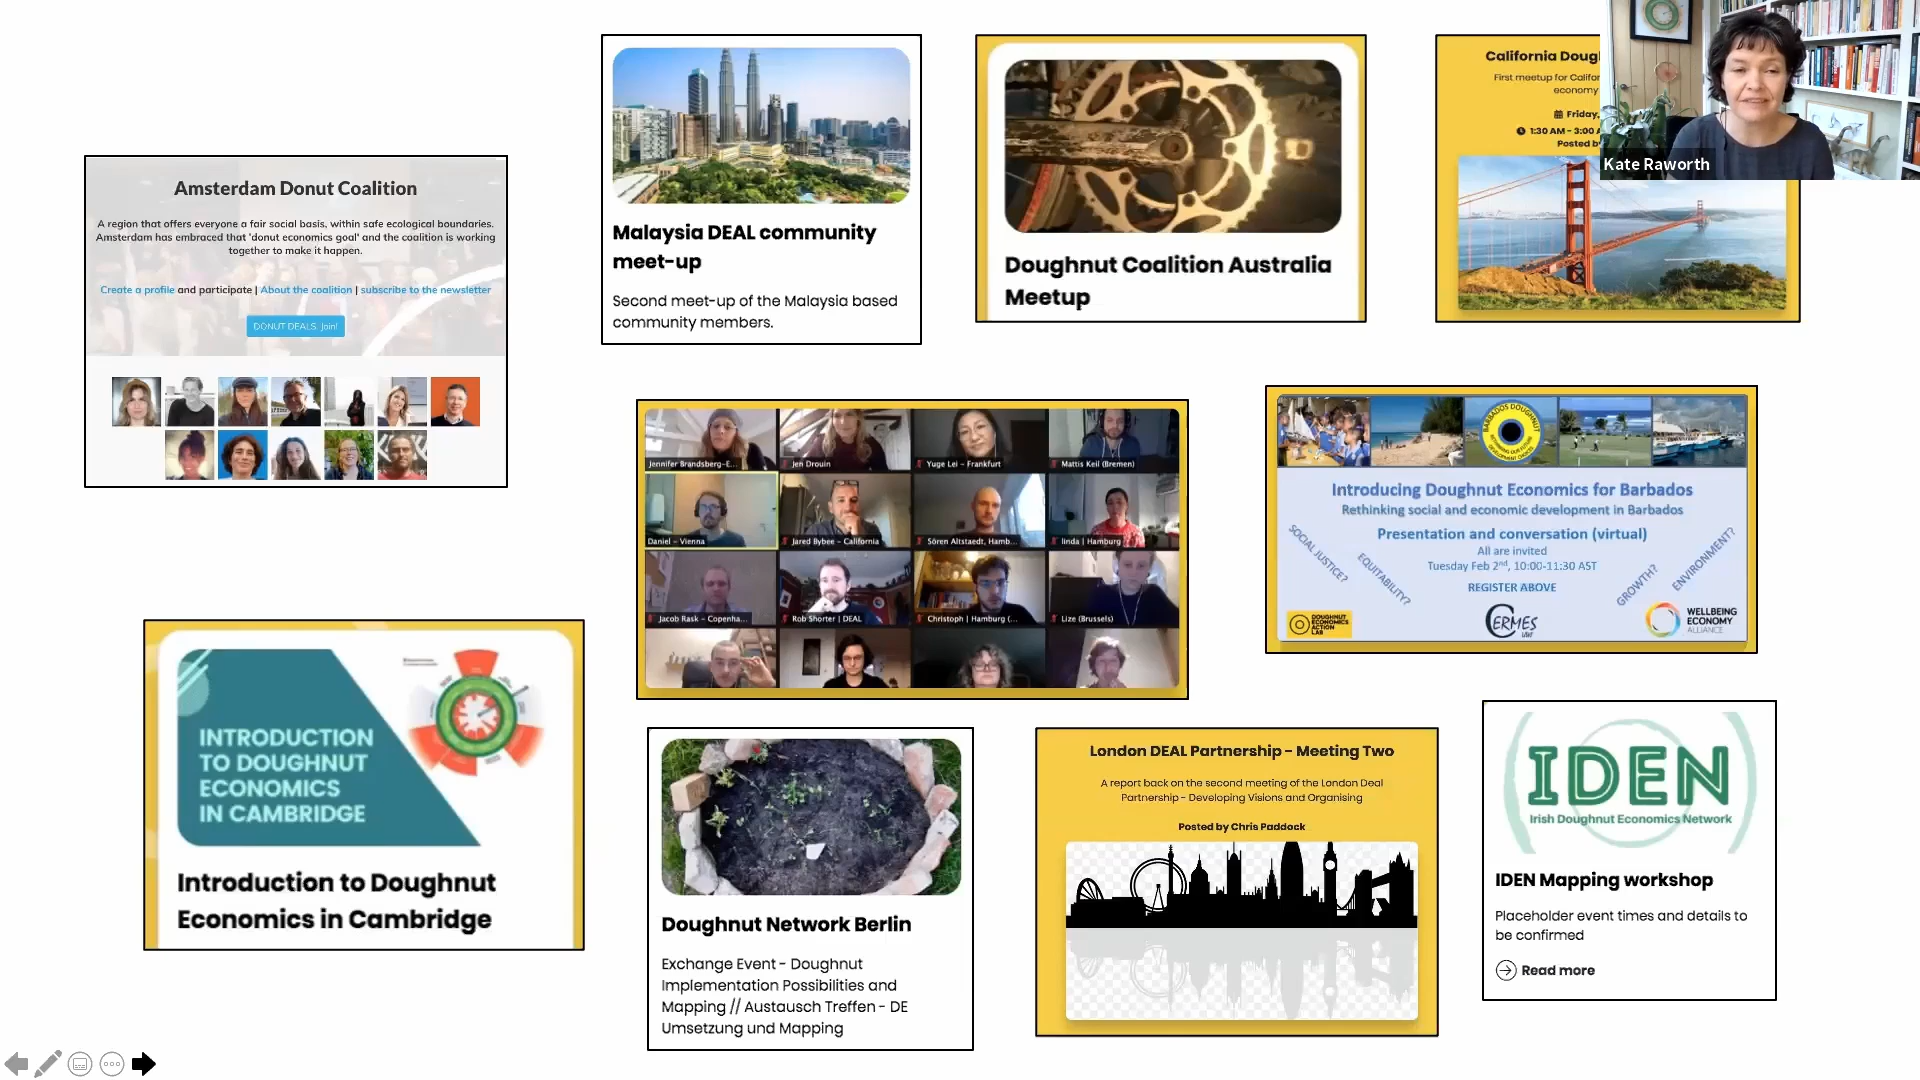 Amsterdam Donut Coalition
A region that offers everyone a fair social basis, within safe ecological boundaries.
Amsterdam has embraced that 'donut economics goal' and the coalition is working
together to make it happen.
Create a profile and participate | About the coalition | subscribe to the newsletter
DONUT DEALS. Join!
Malaysia DEAL community
meet-up
Second meet-up of the Malaysia based
community members.
Doughnut Coalition Australia
Meetup
California Doug
First meetup for Califor
economy
Friday,
1:30 AM - 3:00 A
Posted b
Kate Raworth
Jennifer Brandsberg-E...
Jen Drouin
Yuge Lei - Frankfurt
Mattis Keil (Bremen)
Daniel - Vienna
Jared Bybee - California
Sören Altstaedt, Hamb...
linda | Hamburg
Jacob Rask - Copenha...
Rob Shorter | DEAL
Christoph | Hamburg (...
Lize (Brussels)
BARBADOS DOUGHNUT
Introducing Doughnut Economics for Barbados
Rethinking social and economic development in Barbados
Presentation and conversation (virtual)
All are invited
Tuesday Feb 2nd, 10:00-11:30 AST
REGISTER ABOVE
SOCIAL JUSTICE?
EQUITABILITY?
GROWTH?
ENVIRONMENT?
DOUGHNUT
ECONOMICS
ACTION
LAB
CERMES
UWI
WELLBEING
ECONOMY
ALLIANCE
INTRODUCTION
TO DOUGHNUT
ECONOMICS
IN CAMBRIDGE
Introduction to Doughnut
Economics in Cambridge
Doughnut Network Berlin
Exchange Event - Doughnut
Implementation Possibilities and
Mapping // Austausch Treffen - DE
Umsetzung und Mapping
London DEAL Partnership - Meeting Two
A report back on the second meeting of the London Deal
Partnership - Developing Visions and Organising
Posted by Chris Paddock
IDEN
Irish Doughnut Economics Network
IDEN Mapping workshop
Placeholder event times and details to
be confirmed
Read more